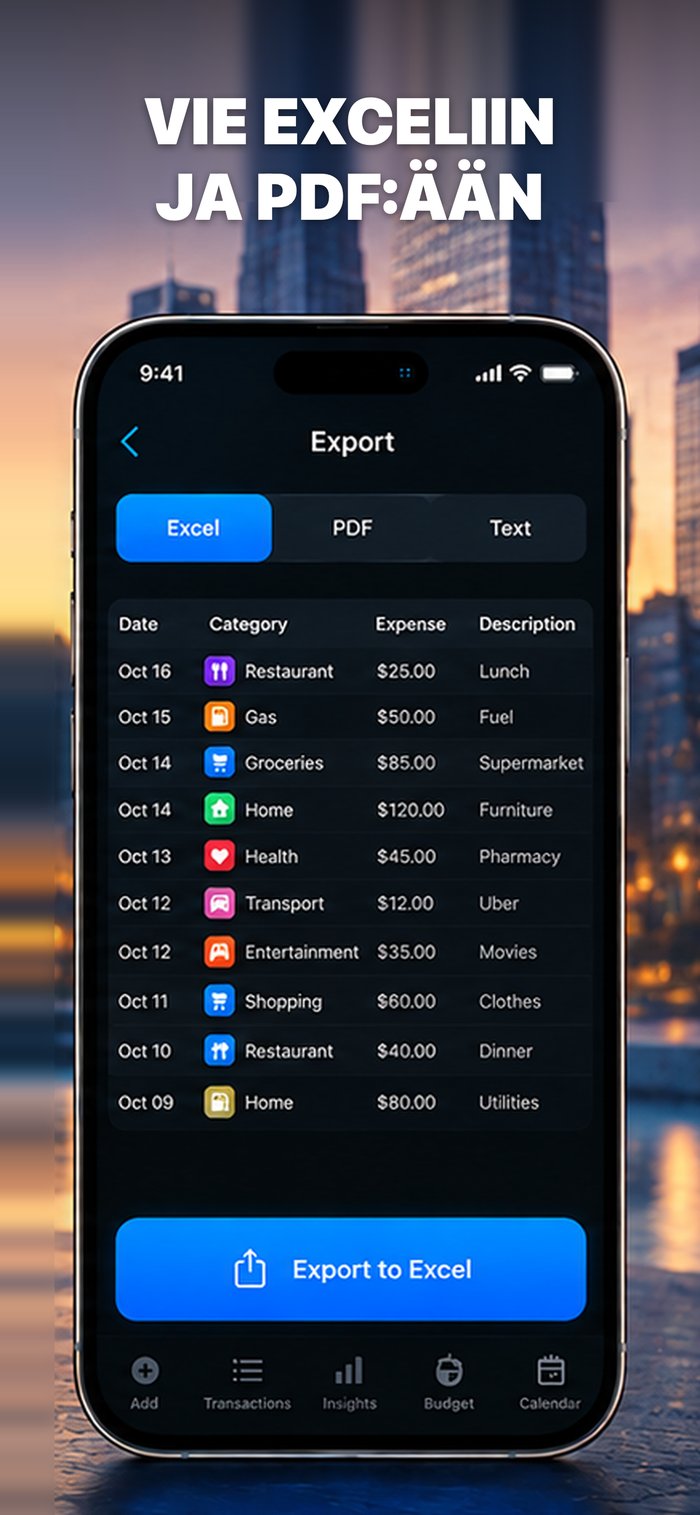 VIE EXCELIIN
JA PDF:ÄÄN
9:41
Export
Excel PDF Text
Date Category Expense Description
Oct 16 Restaurant $25.00 Lunch
Oct 15 Gas $50.00 Fuel
Oct 14 Groceries $85.00 Supermarket
Oct 14 Home $120.00 Furniture
Oct 13 Health $45.00 Pharmacy
Oct 12 Transport $12.00 Uber
Oct 12 Entertainment $35.00 Movies
Oct 11 Shopping $60.00 Clothes
Oct 10 Restaurant $40.00 Dinner
Oct 09 Home $80.00 Utilities
Export to Excel
Add Transactions Insights Budget Calendar